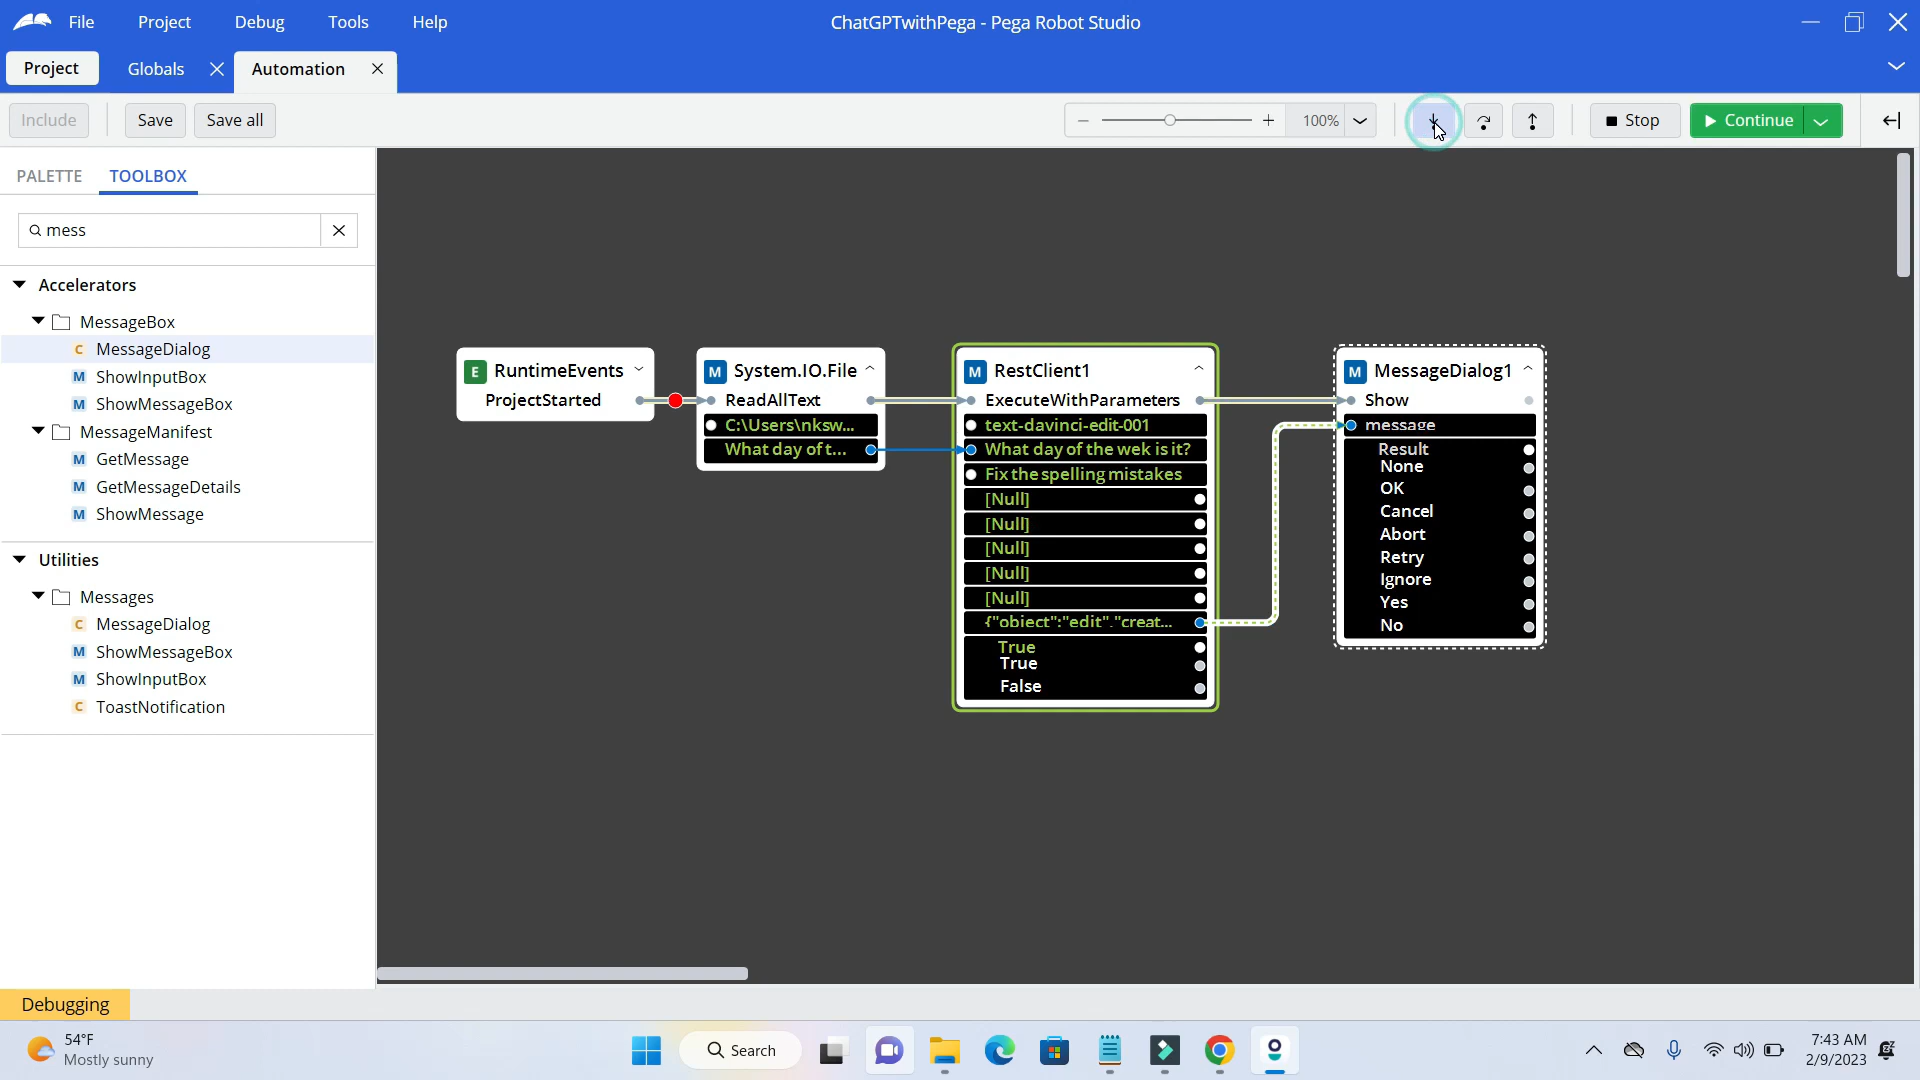 File Project Debug Tools Help
ChatGPTwithPega - Pega Robot Studio
Project Globals Automation
Include Save Save all
100%
Stop Continue
PALETTE TOOLBOX
mess
Accelerators
MessageBox
C MessageDialog
M ShowInputBox
M ShowMessageBox
MessageManifest
M GetMessage
M GetMessageDetails
M ShowMessage
Utilities
Messages
C MessageDialog
M ShowMessageBox
M ShowInputBox
C ToastNotification
E RuntimeEvents
ProjectStarted
M System.IO.File
ReadAllText
C:\Users\nksw...
What day of t...
M RestClient1
ExecuteWithParameters
text-davinci-edit-001
What day of the wek is it?
Fix the spelling mistakes
[Null]
[Null]
[Null]
[Null]
[Null]
{"object":"edit","creat...
True
True
False
M MessageDialog1
Show
message
Result
None
OK
Cancel
Abort
Retry
Ignore
Yes
No
Debugging
54°F
Mostly sunny
Search
7:43 AM
2/9/2023